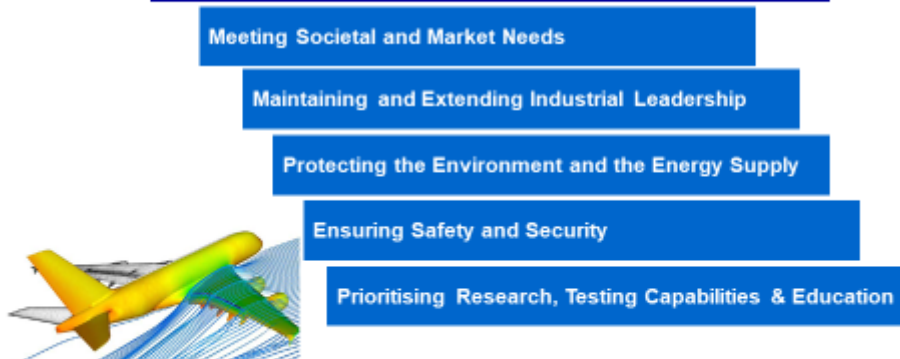 Meeting Societal and Market Needs
Maintaining and Extending Industrial Leadership
Protecting the Environment and the Energy Supply
Ensuring Safety and Security
Prioritising Research, Testing Capabilities & Education